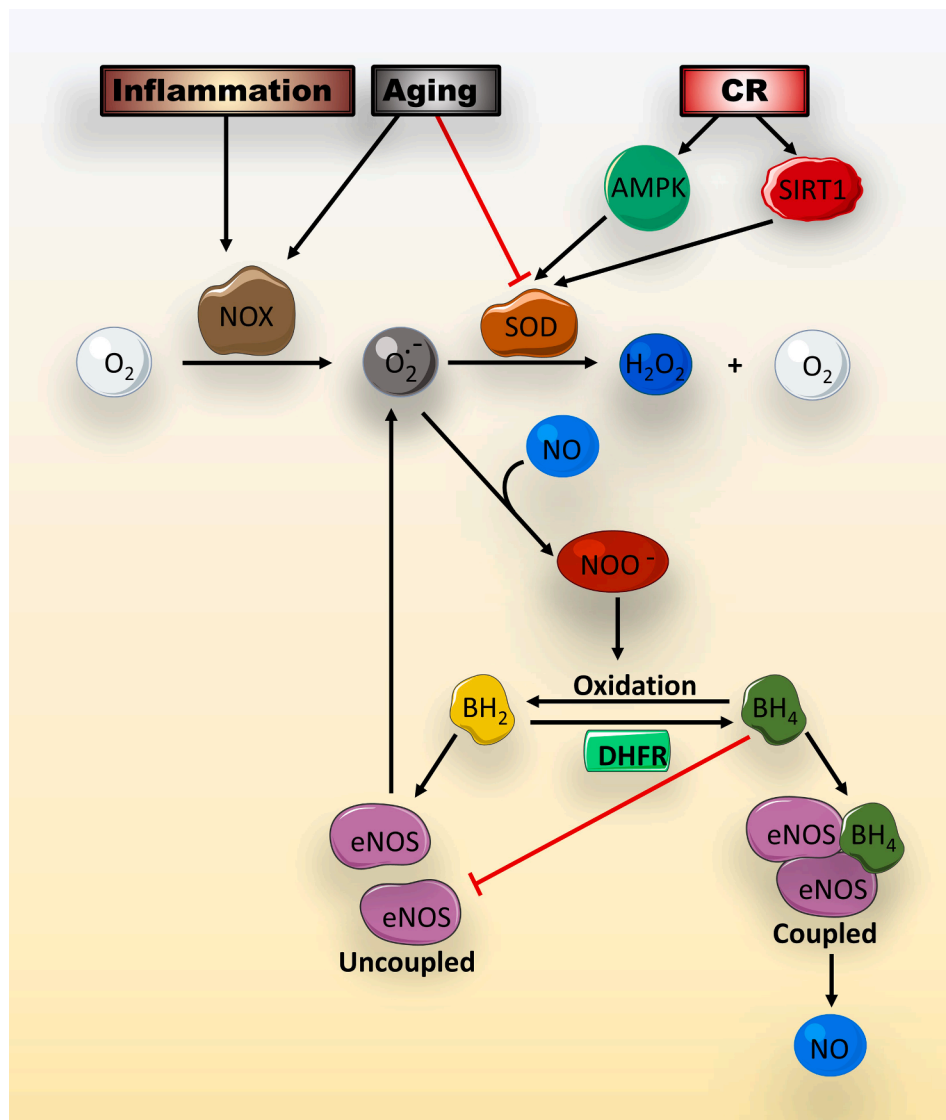 Inflammation
Aging
CR
AMPK
SIRT1
NOX
SOD
O₂
O₂·⁻
H₂O₂
+
O₂
NO
NOO⁻
Oxidation
BH₂
BH₄
DHFR
eNOS
eNOS
BH₄
eNOS
eNOS
Uncoupled
Coupled
NO